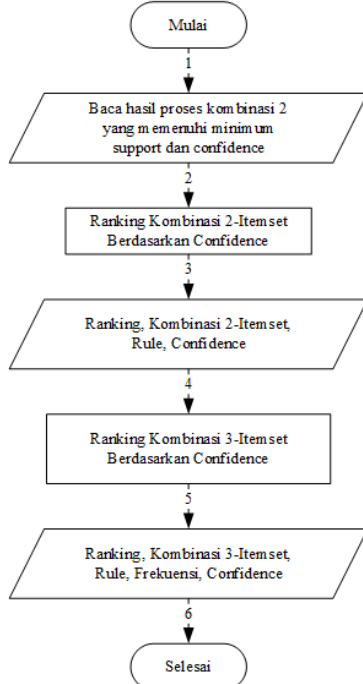 Mulai
1
Baca hasil proses kombinasi 2
yang memenuhi minimum
support dan confidence
2
Ranking Kombinasi 2-Itemset
Berdasarkan Confidence
3
Ranking, Kombinasi 2-Itemset,
Rule, Confidence
4
Ranking Kombinasi 3-Itemset
Berdasarkan Confidence
5
Ranking, Kombinasi 3-Itemset,
Rule, Frekuensi, Confidence
6
Selesai